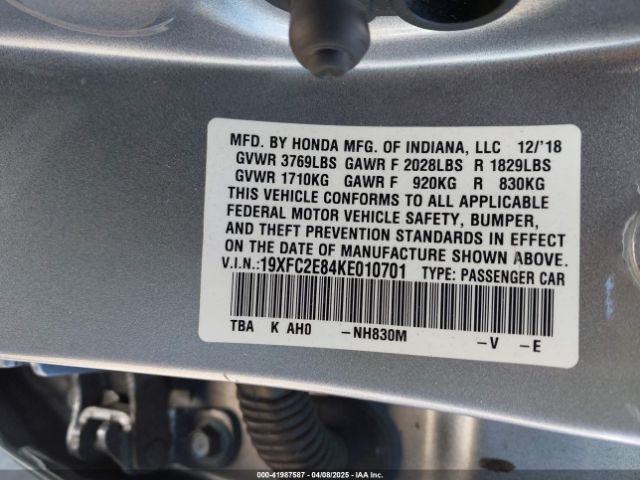 MFD. BY HONDA MFG. OF INDIANA, LLC 12/'18
GVWR 3769LBS GAWR F 2028LBS R 1829LBS
GVWR 1710KG GAWR F 920KG R 830KG
THIS VEHICLE CONFORMS TO ALL APPLICABLE
FEDERAL MOTOR VEHICLE SAFETY, BUMPER,
AND THEFT PREVENTION STANDARDS IN EFFECT
ON THE DATE OF MANUFACTURE SHOWN ABOVE.
V.I.N.:19XFC2E84KE010701 TYPE: PASSENGER CAR
TBA K AH0 -NH830M -V -E
000-41987587 - 04/08/2025 - IAA Inc.